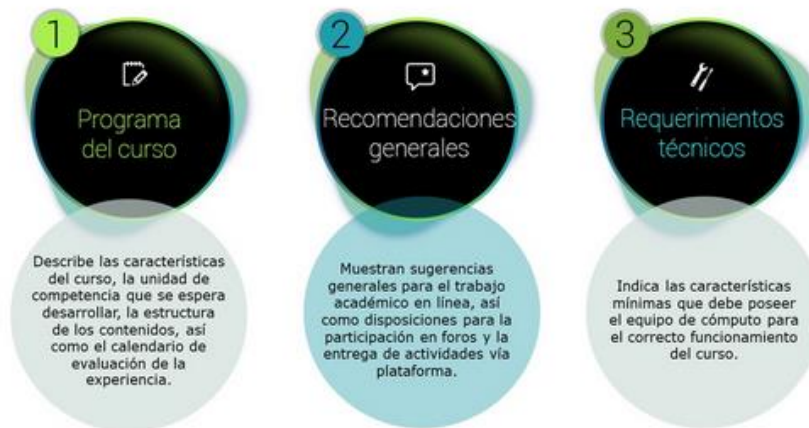 1
Programa
del curso
Describe las características
del curso, la unidad de
competencia que se espera
desarrollar, la estructura
de los contenidos, así
como el calendario de
evaluación de la
experiencia.
2
Recomendaciones
generales
Muestran sugerencias
generales para el trabajo
académico en línea, así
como disposiciones para la
participación en foros y la
entrega de actividades vía
plataforma.
3
Requerimientos
técnicos
Indica las características
mínimas que debe poseer
el equipo de cómputo para
el correcto funcionamiento
del curso.